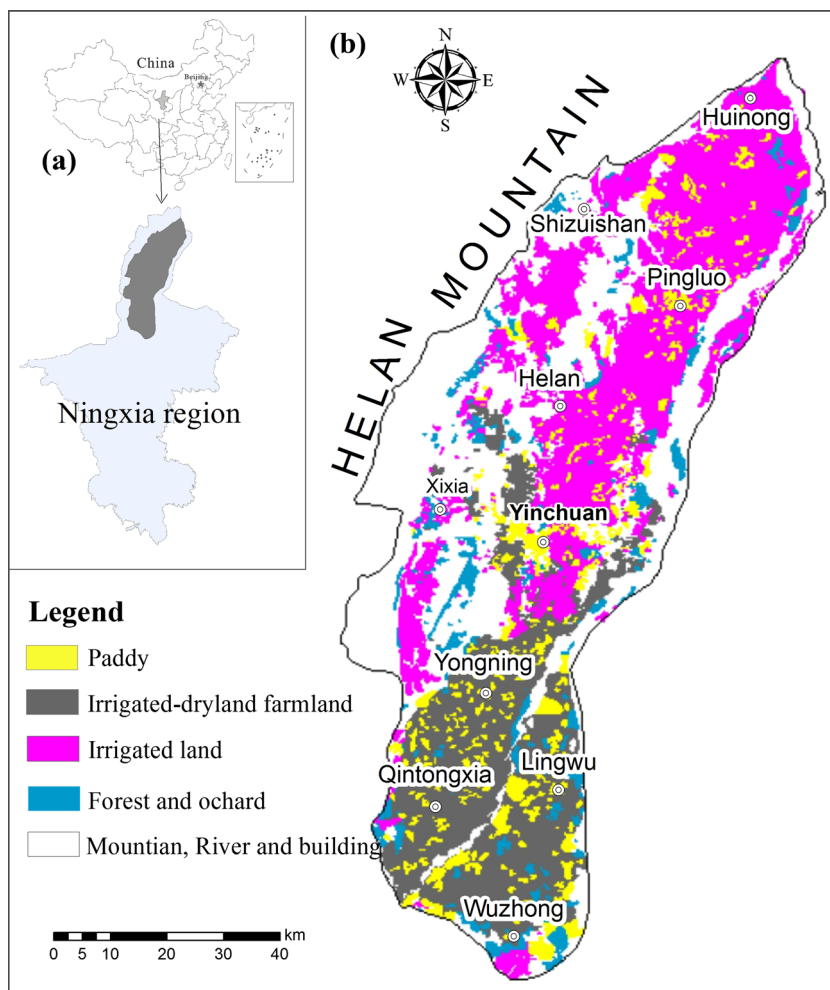 China
Beijing
(a)
Ningxia region
(b)
N
W
E
S
HELAN MOUNTAIN
Huinong
Shizuishan
Pingluo
Helan
Xixia
Yinchuan
Yongning
Qintongxia
Lingwu
Wuzhong
Legend
Paddy
Irrigated-dryland farmland
Irrigated land
Forest and ochard
Mountian, River and building
km
0 5 10 20 30 40